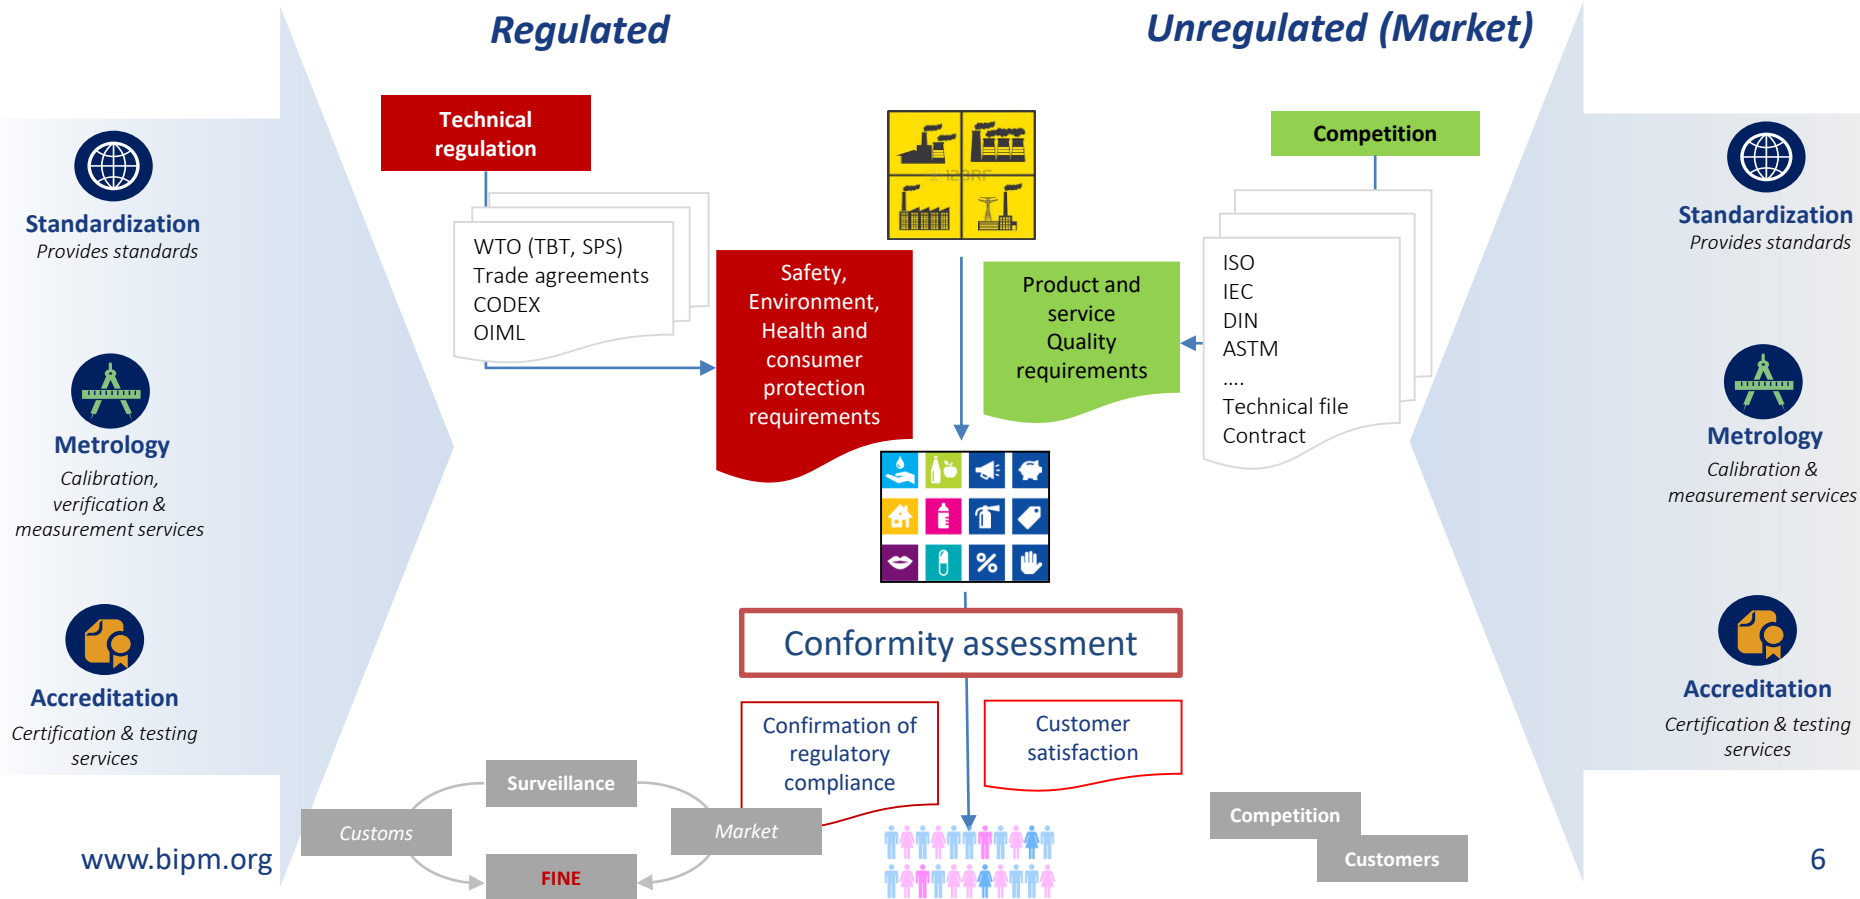 Regulated
Unregulated (Market)
Technical
regulation
Competition
Standardization
Provides standards
Metrology
Calibration,
verification &
measurement services
Accreditation
Certification & testing
services
WTO (TBT, SPS)
Trade agreements
CODEX
OIML
Safety,
Environment,
Health and
consumer
protection
requirements
123RF
Product and
service
Quality
requirements
ISO
IEC
DIN
ASTM
....
Technical file
Contract
Standardization
Provides standards
Metrology
Calibration &
measurement services
Accreditation
Certification & testing
services
%
Conformity assessment
Confirmation of
regulatory
compliance
Customer
satisfaction
Surveillance
Customs
Market
FINE
Competition
Customers
www.bipm.org
6